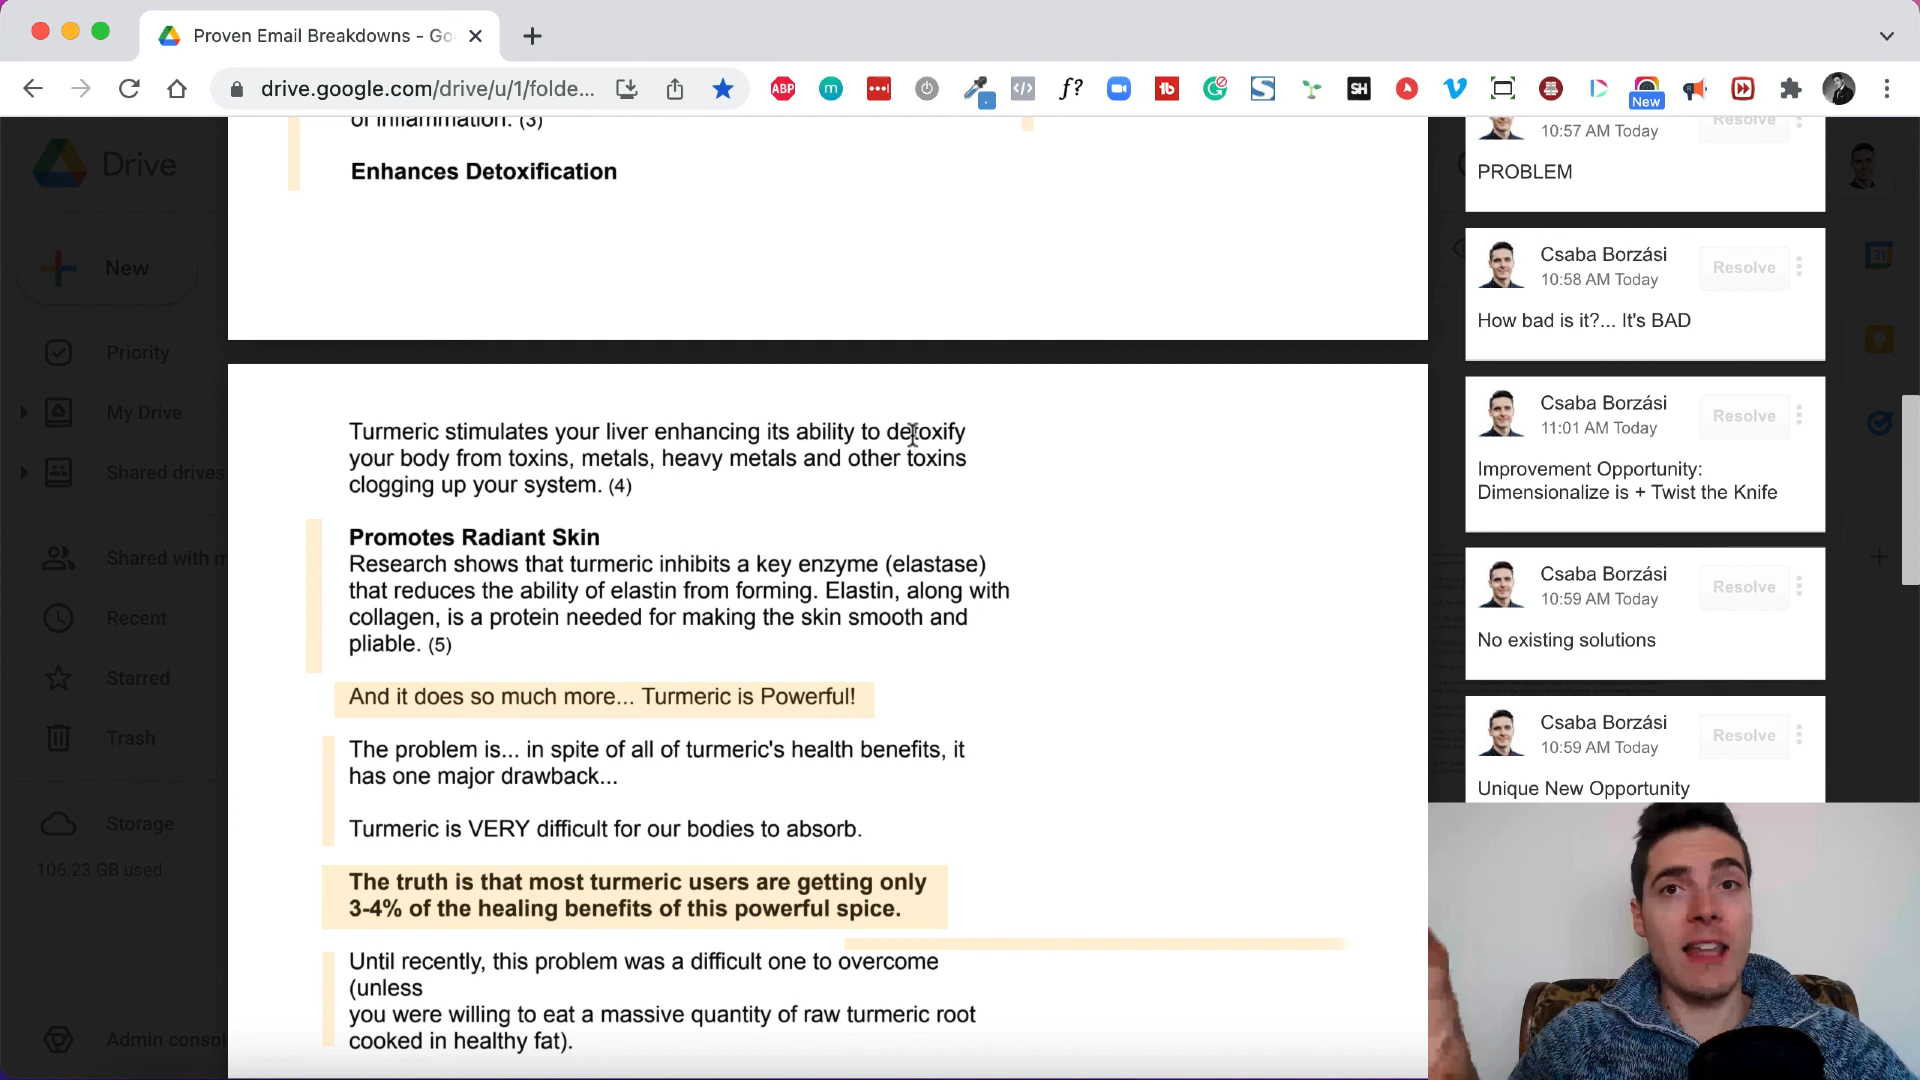 Proven Email Breakdowns - Go
drive.google.com/drive/u/1/folde...
ABP
m
f?
SH
New
Drive
New
Priority
My Drive
Shared drives
Shared with m
Recent
Starred
Trash
Storage
106.23 GB used
Admin consol
of inflammation. (3)
Enhances Detoxification
Turmeric stimulates your liver enhancing its ability to detoxify
your body from toxins, metals, heavy metals and other toxins
clogging up your system. (4)
Promotes Radiant Skin
Research shows that turmeric inhibits a key enzyme (elastase)
that reduces the ability of elastin from forming. Elastin, along with
collagen, is a protein needed for making the skin smooth and
pliable. (5)
And it does so much more... Turmeric is Powerful!
The problem is... in spite of all of turmeric's health benefits, it
has one major drawback...
Turmeric is VERY difficult for our bodies to absorb.
The truth is that most turmeric users are getting only
3-4% of the healing benefits of this powerful spice.
Until recently, this problem was a difficult one to overcome
(unless
you were willing to eat a massive quantity of raw turmeric root
cooked in healthy fat).
10:57 AM Today
Resolve
PROBLEM
Csaba Borzási
10:58 AM Today
Resolve
How bad is it?... It's BAD
Csaba Borzási
11:01 AM Today
Resolve
Improvement Opportunity:
Dimensionalize is + Twist the Knife
Csaba Borzási
10:59 AM Today
Resolve
No existing solutions
Csaba Borzási
10:59 AM Today
Resolve
Unique New Opportunity